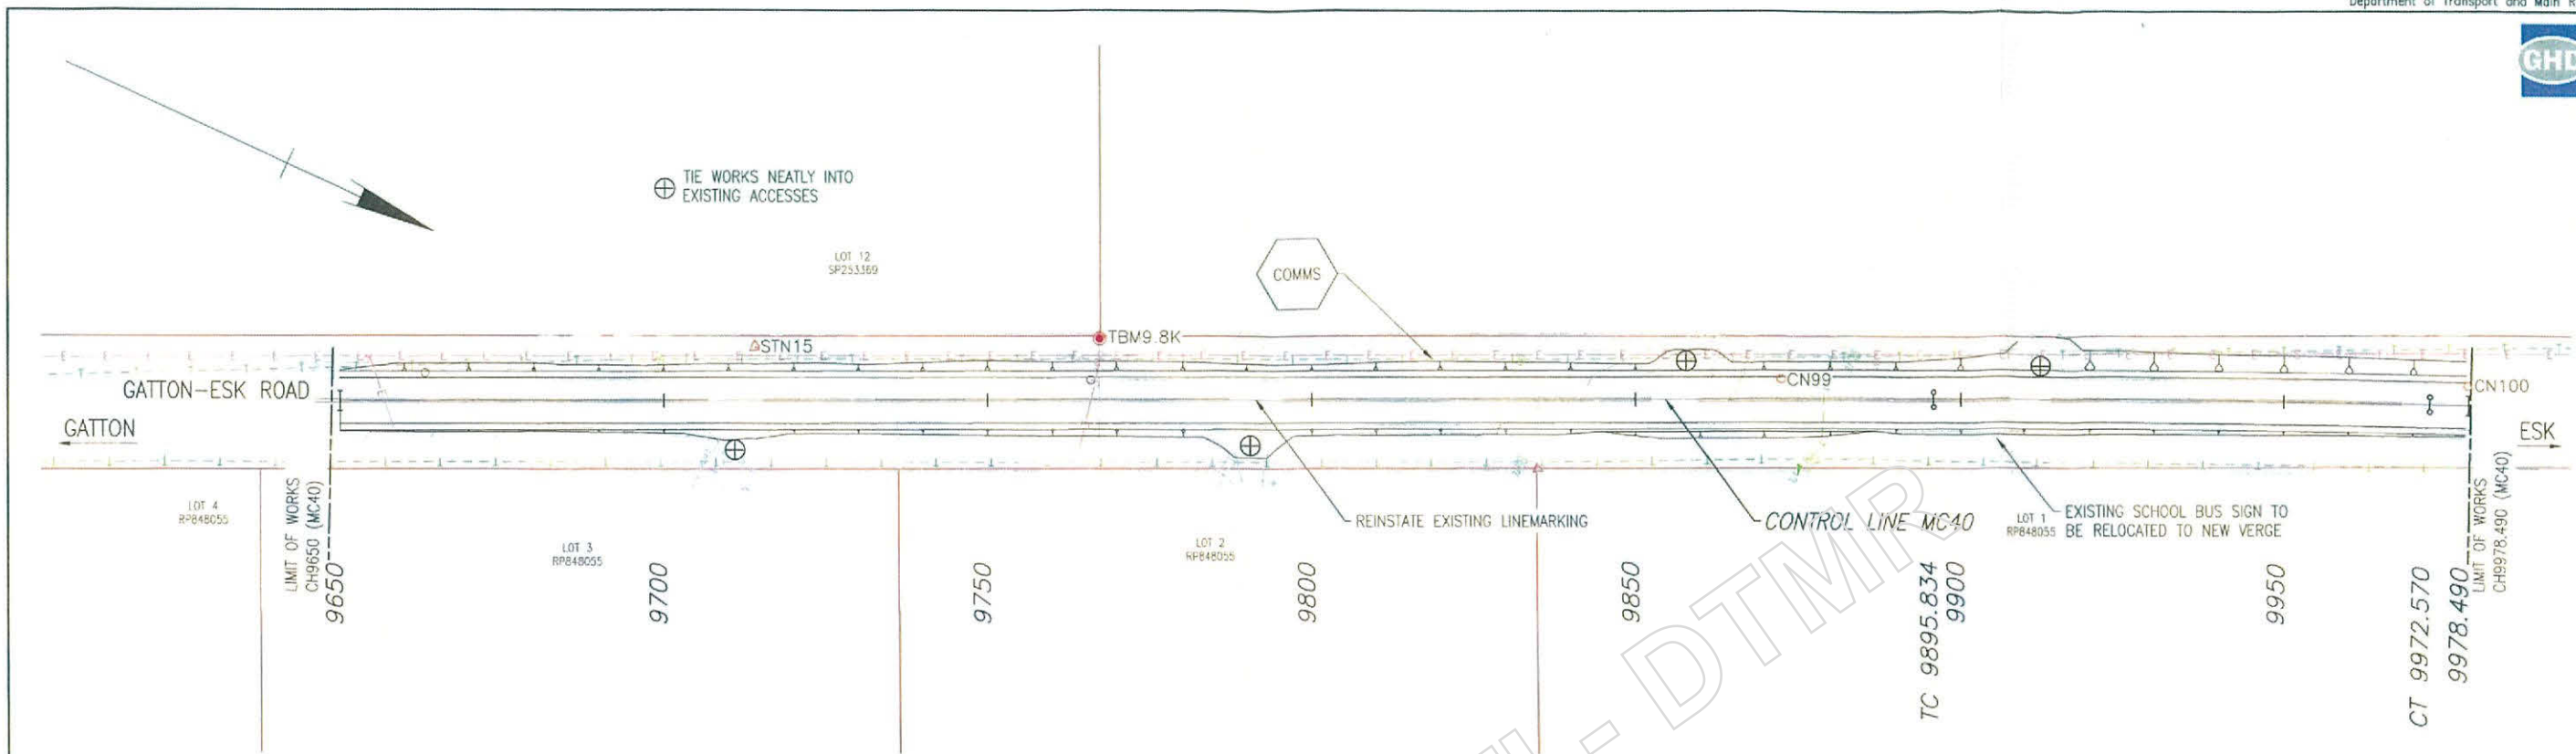 Department of Transport and Main R
GHD
TIE WORKS NEATLY INTO
EXISTING ACCESSES
LOT 12
SP253369
COMMS
STN15
TBM9.8K
GATTON-ESK ROAD
CN99
CN100
GATTON
ESK
LOT 4
RP848055
LIMIT OF WORKS
CH9650 (MC40)
LOT 3
RP848055
LOT 2
RP848055
REINSTATE EXISTING LINEMARKING
CONTROL LINE MC40
LOT 1
RP848055
EXISTING SCHOOL BUS SIGN TO
BE RELOCATED TO NEW VERGE
LIMIT OF WORKS
CH9978.490 (MC40)
9650
9700
9750
9800
9850
TC 9895.834
9900
9950
CT 9972.570
9978.490
- DTMR